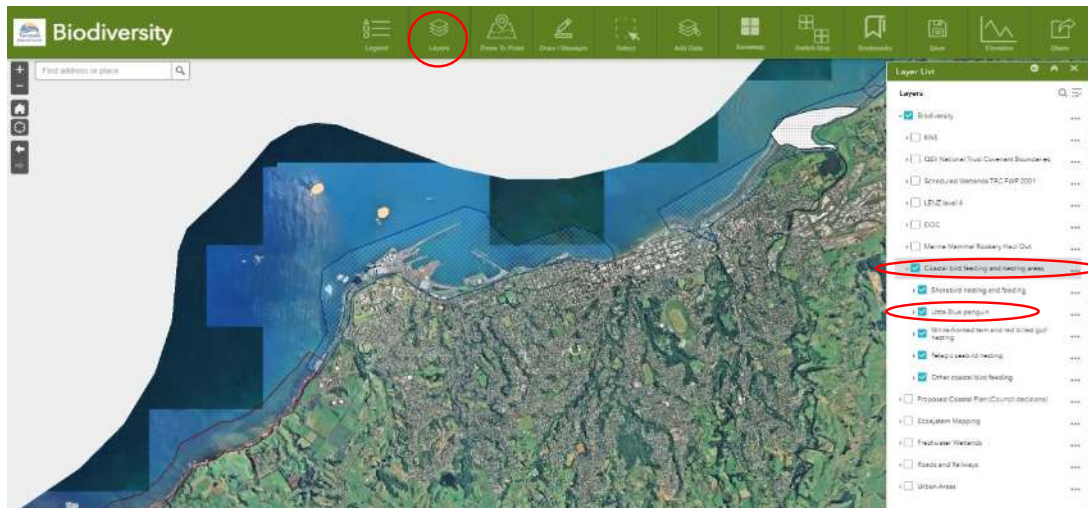 Biodiversity
Legend
Layers
Zoom To Point
Draw / Measure
Select
Add Data
Basemap
Switch Map
Bookmarks
Save
Elevation
Share
Find address or place
Layer List
Layers
Biodiversity
KNS
QEII National Trust Covenant Boundaries
Scheduled Wetlands TRC FWP 2001
LENZ level 4
DOC
Marine Mammal Rookery Haul Out
Coastal bird feeding and nesting areas
Shorebird nesting and feeding
Little Blue penguin
White-fronted tern and red billed gull
nesting
Pelagic seabird nesting
Other coastal bird feeding
Proposed Coastal Plan (Council decisions)
Ecosystem Mapping
Freshwater Wetlands
Roads and Railways
Urban Areas